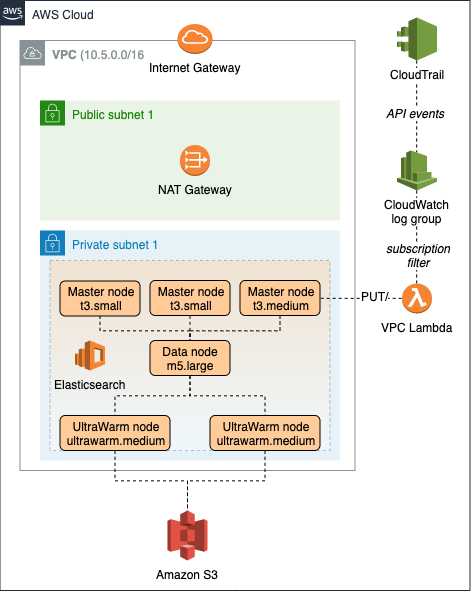 aws
AWS Cloud
Internet Gateway
VPC (10.5.0.0/16
Public subnet 1
NAT Gateway
Private subnet 1
Master node
t3.small
Master node
t3.small
Master node
t3.medium
Data node
m5.large
Elasticsearch
UltraWarm node
ultrawarm.medium
UltraWarm node
ultrawarm.medium
Amazon S3
CloudTrail
API events
CloudWatch
log group
subscription
filter
PUT/
λ
VPC Lambda